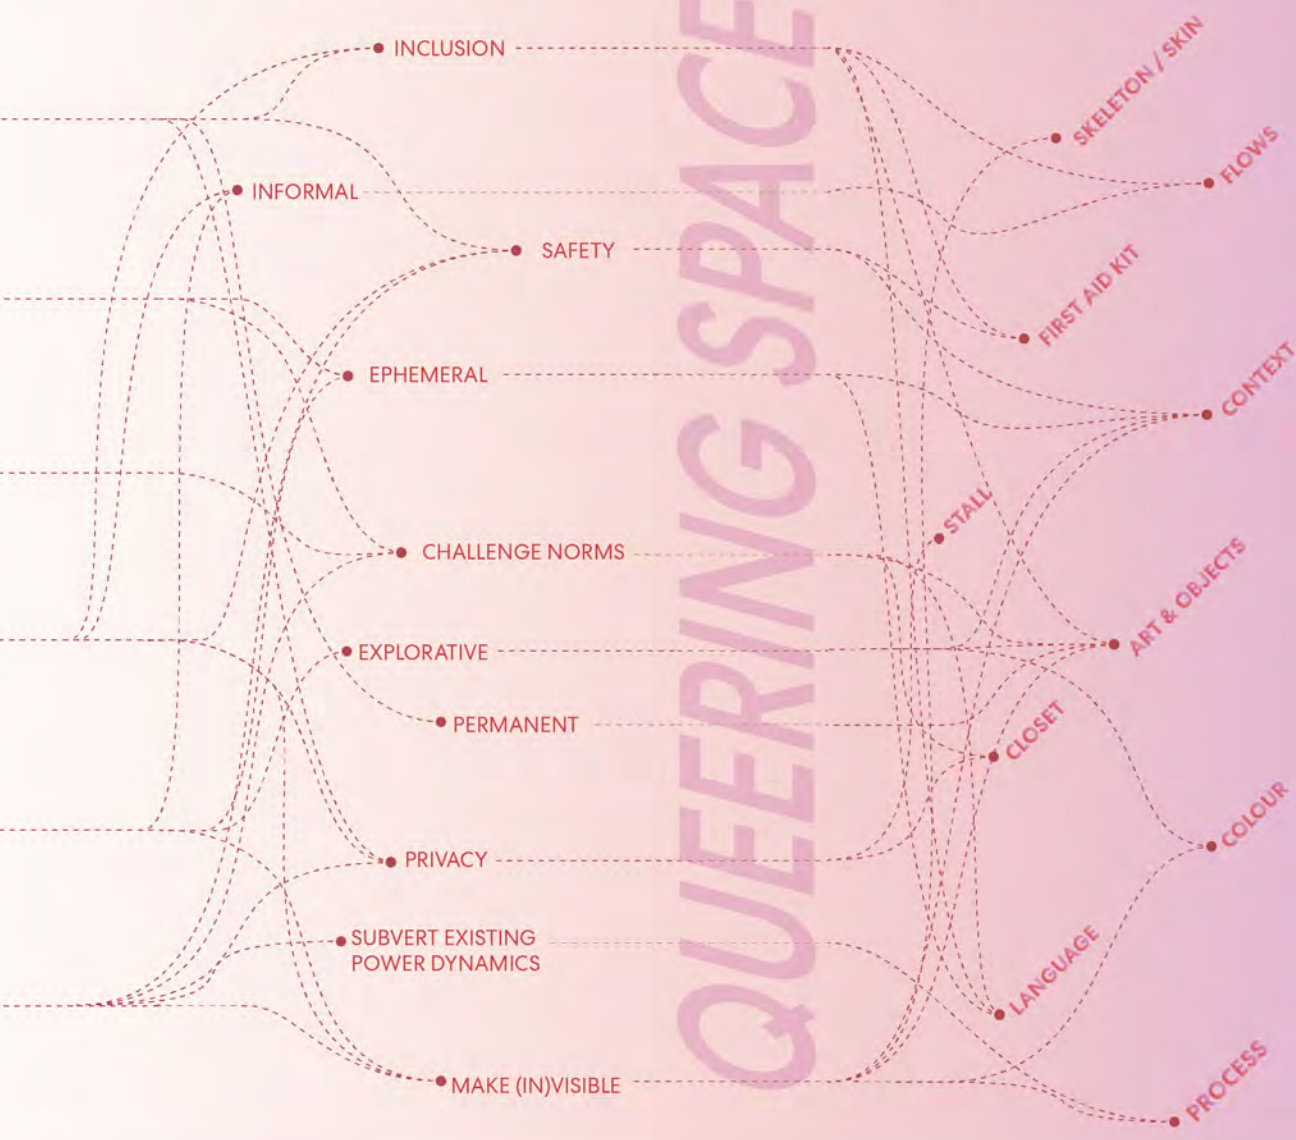 INCLUSION
INFORMAL
SAFETY
EPHEMERAL
CHALLENGE NORMS
EXPLORATIVE
PERMANENT
PRIVACY
SUBVERT EXISTING
POWER DYNAMICS
MAKE (IN)VISIBLE
QUEERING SPACE
SKELETON / SKIN
FLOWS
FIRST AID KIT
CONTEXT
STALL
ART & OBJECTS
CLOSET
COLOUR
LANGUAGE
PROCESS